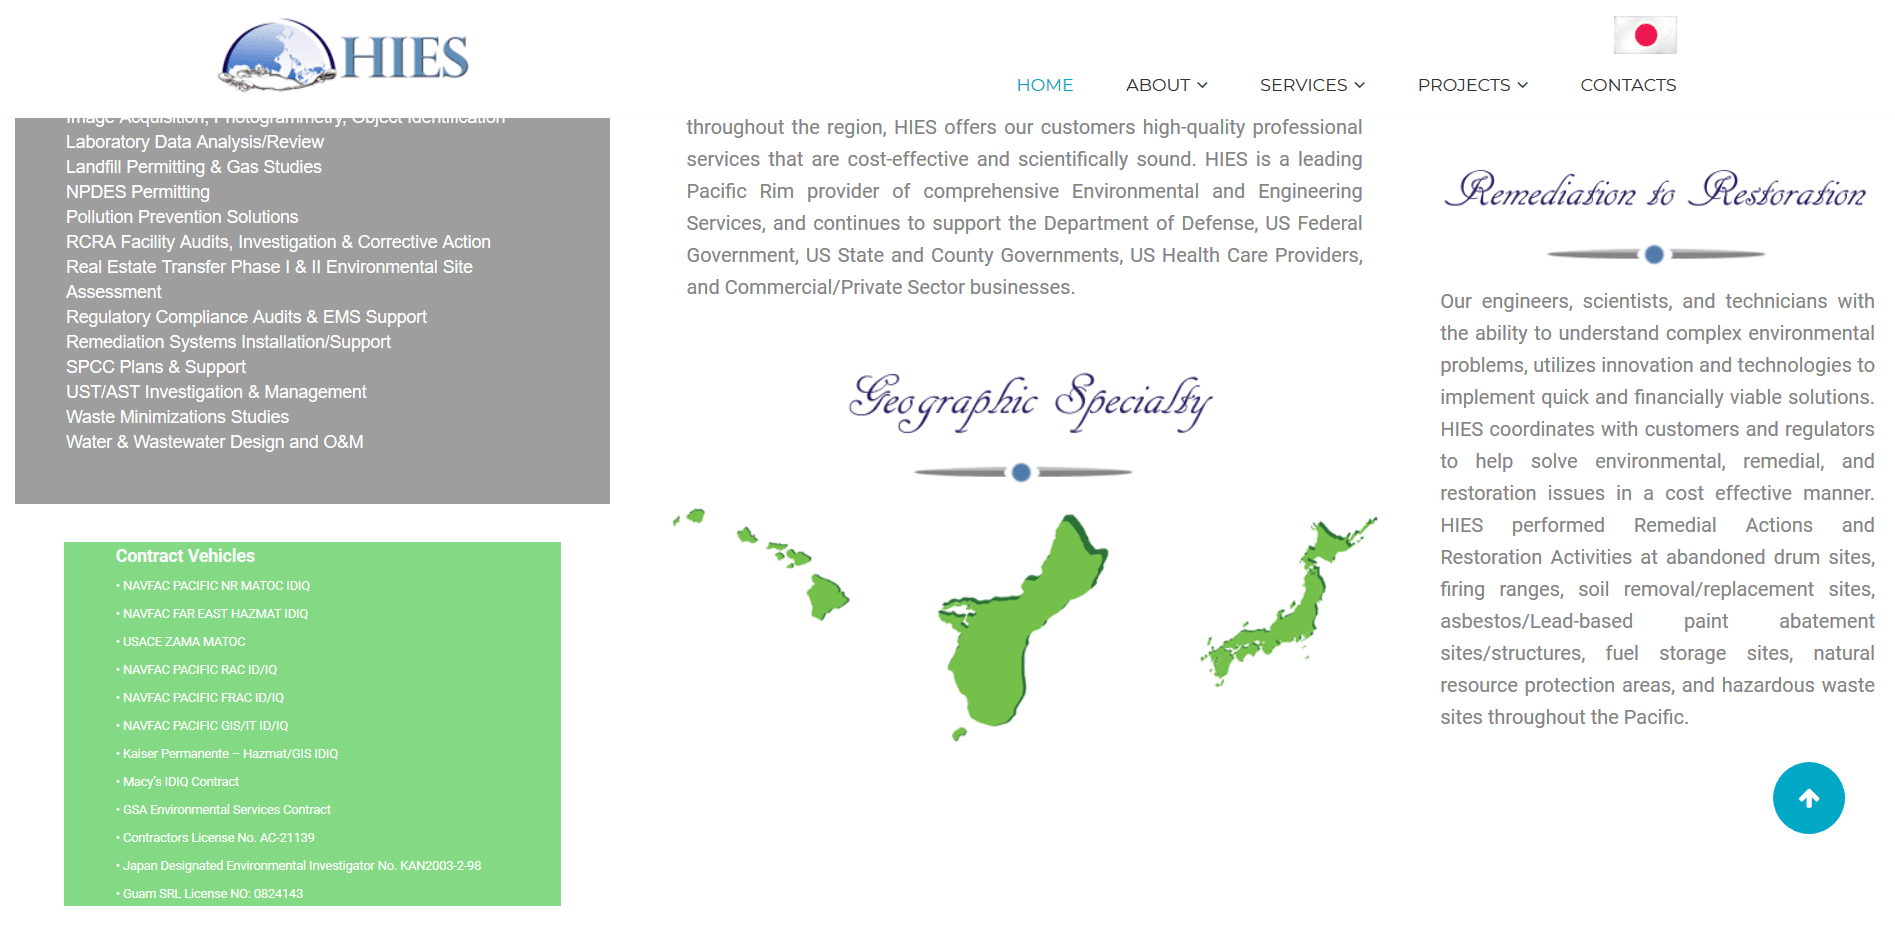 HIES
HOME
ABOUT
SERVICES
PROJECTS
CONTACTS
Image Acquisition, Photogrammetry, Object Identification
Laboratory Data Analysis/Review
Landfill Permitting & Gas Studies
NPDES Permitting
Pollution Prevention Solutions
RCRA Facility Audits, Investigation & Corrective Action
Real Estate Transfer Phase I & II Environmental Site
Assessment
Regulatory Compliance Audits & EMS Support
Remediation Systems Installation/Support
SPCC Plans & Support
UST/AST Investigation & Management
Waste Minimizations Studies
Water & Wastewater Design and O&M
Contract Vehicles
• NAVFAC PACIFIC NR MATOC IDIQ
• NAVFAC FAR EAST HAZMAT IDIQ
• USACE ZAMA MATOC
• NAVFAC PACIFIC RAC ID/IQ
• NAVFAC PACIFIC FRAC ID/IQ
• NAVFAC PACIFIC GIS/IT ID/IQ
• Kaiser Permanente – Hazmat/GIS IDIQ
• Macy's IDIQ Contract
• GSA Environmental Services Contract
• Contractors License No. AC-21139
• Japan Designated Environmental Investigator No. KAN2003-2-98
• Guam SRL License NO: 0824143
throughout the region, HIES offers our customers high-quality professional
services that are cost-effective and scientifically sound. HIES is a leading
Pacific Rim provider of comprehensive Environmental and Engineering
Services, and continues to support the Department of Defense, US Federal
Government, US State and County Governments, US Health Care Providers,
and Commercial/Private Sector businesses.
Geographic Specialty
Remediation to Restoration
Our engineers, scientists, and technicians with
the ability to understand complex environmental
problems, utilizes innovation and technologies to
implement quick and financially viable solutions.
HIES coordinates with customers and regulators
to help solve environmental, remedial, and
restoration issues in a cost effective manner.
HIES performed Remedial Actions and
Restoration Activities at abandoned drum sites,
firing ranges, soil removal/replacement sites,
asbestos/Lead-based paint abatement
sites/structures, fuel storage sites, natural
resource protection areas, and hazardous waste
sites throughout the Pacific.